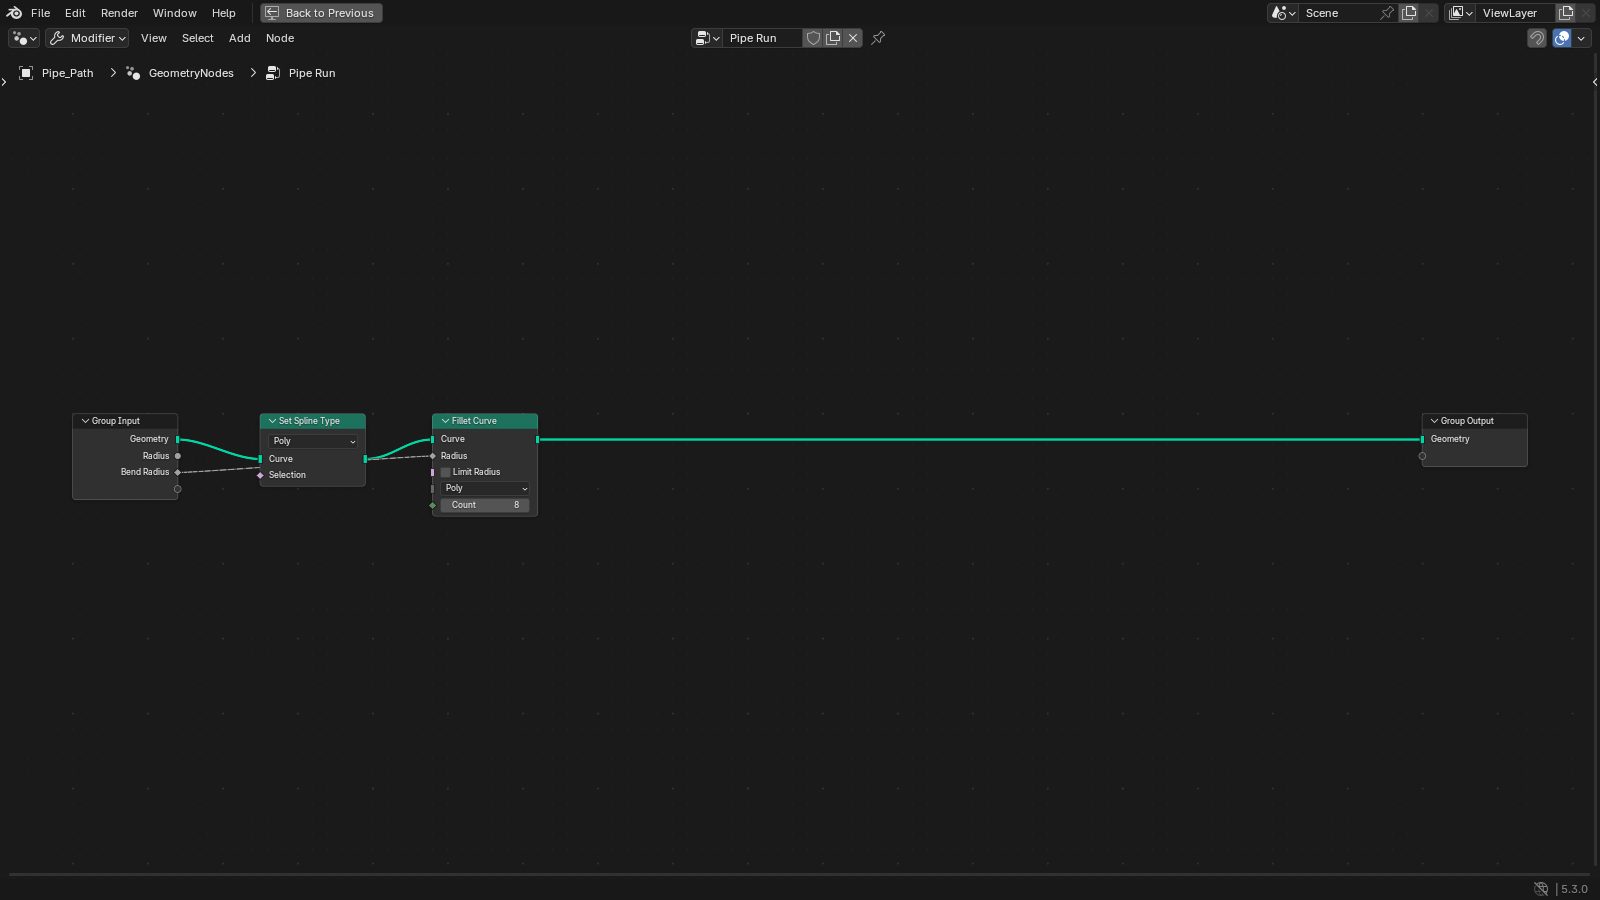 File Edit Render Window Help Back to Previous Scene ViewLayer
Modifier View Select Add Node Pipe Run
Pipe_Path > GeometryNodes > Pipe Run
Group Input
Geometry
Radius
Bend Radius
Set Spline Type
Poly
Curve
Selection
Fillet Curve
Curve
Radius
Limit Radius
Poly
Count 8
Group Output
Geometry
5.3.0